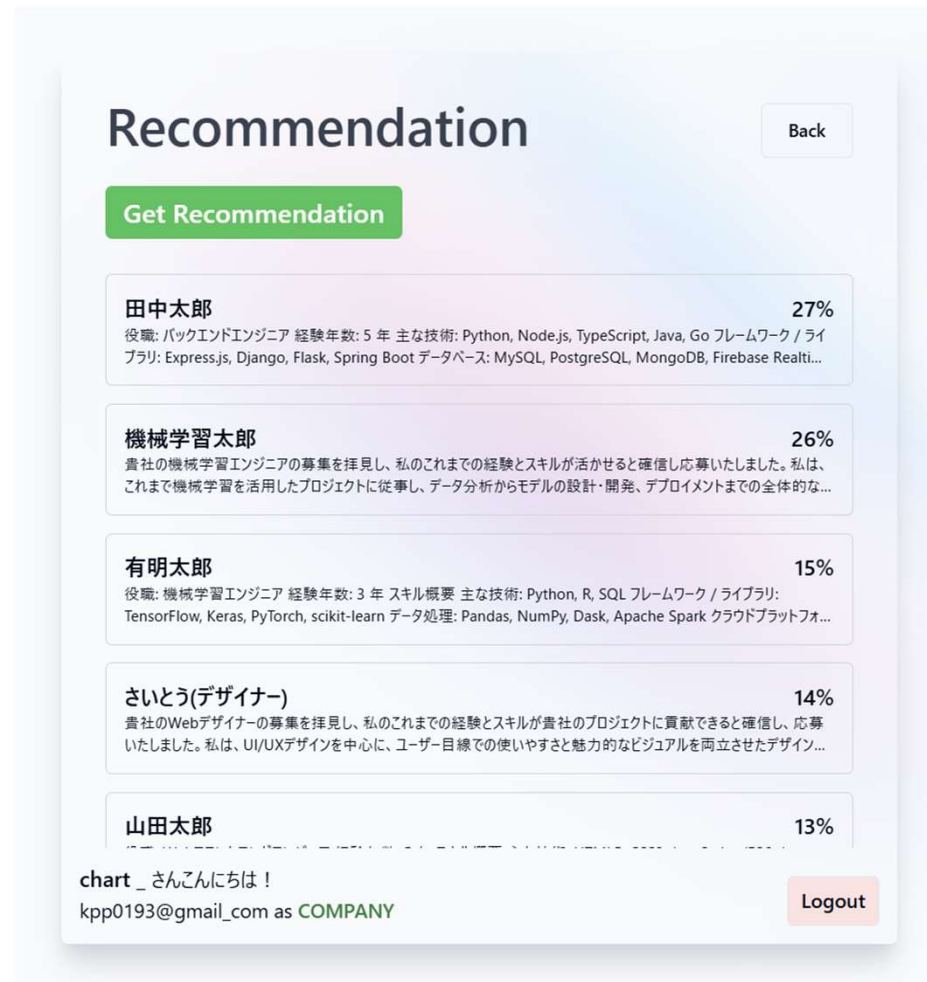 Recommendation
Back
Get Recommendation
田中太郎
27%
役職: バックエンドエンジニア 経験年数: 5 年 主な技術: Python, Node.js, TypeScript, Java, Go フレームワーク / ライ
ブラリ: Express.js, Django, Flask, Spring Boot データベース: MySQL, PostgreSQL, MongoDB, Firebase Realti...
機械学習太郎
26%
貴社の機械学習エンジニアの募集を拝見し、私のこれまでの経験とスキルが活かせると確信し応募いたしました。私は、
これまで機械学習を活用したプロジェクトに従事し、データ分析からモデルの設計・開発、デプロイメントまでの全体的な...
有明太郎
15%
役職: 機械学習エンジニア 経験年数: 3 年 スキル概要 主な技術: Python, R, SQL フレームワーク / ライブラリ:
TensorFlow, Keras, PyTorch, scikit-learn データ処理: Pandas, NumPy, Dask, Apache Spark クラウドプラットフォ...
さいとう(デザイナー)
14%
貴社のWebデザイナーの募集を拝見し、私のこれまでの経験とスキルが貴社のプロジェクトに貢献できると確信し、応募
いたしました。私は、UI/UXデザインを中心に、ユーザー目線での使いやすさと魅力的なビジュアルを両立させたデザイン...
山田太郎
13%
chart _ さんこんにちは！
kpp0193@gmail_com as COMPANY
Logout